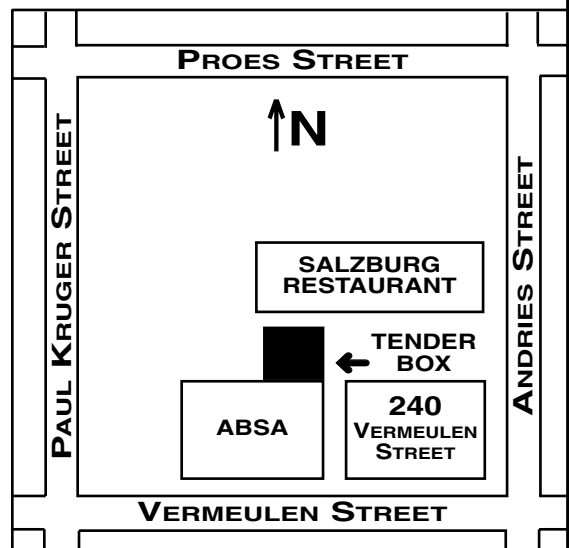 PROES STREET
N
PAUL KRUGER STREET
ANDRIES STREET
SALZBURG
RESTAURANT
TENDER
BOX
ABSA
240
VERMEULEN
STREET
VERMEULEN STREET